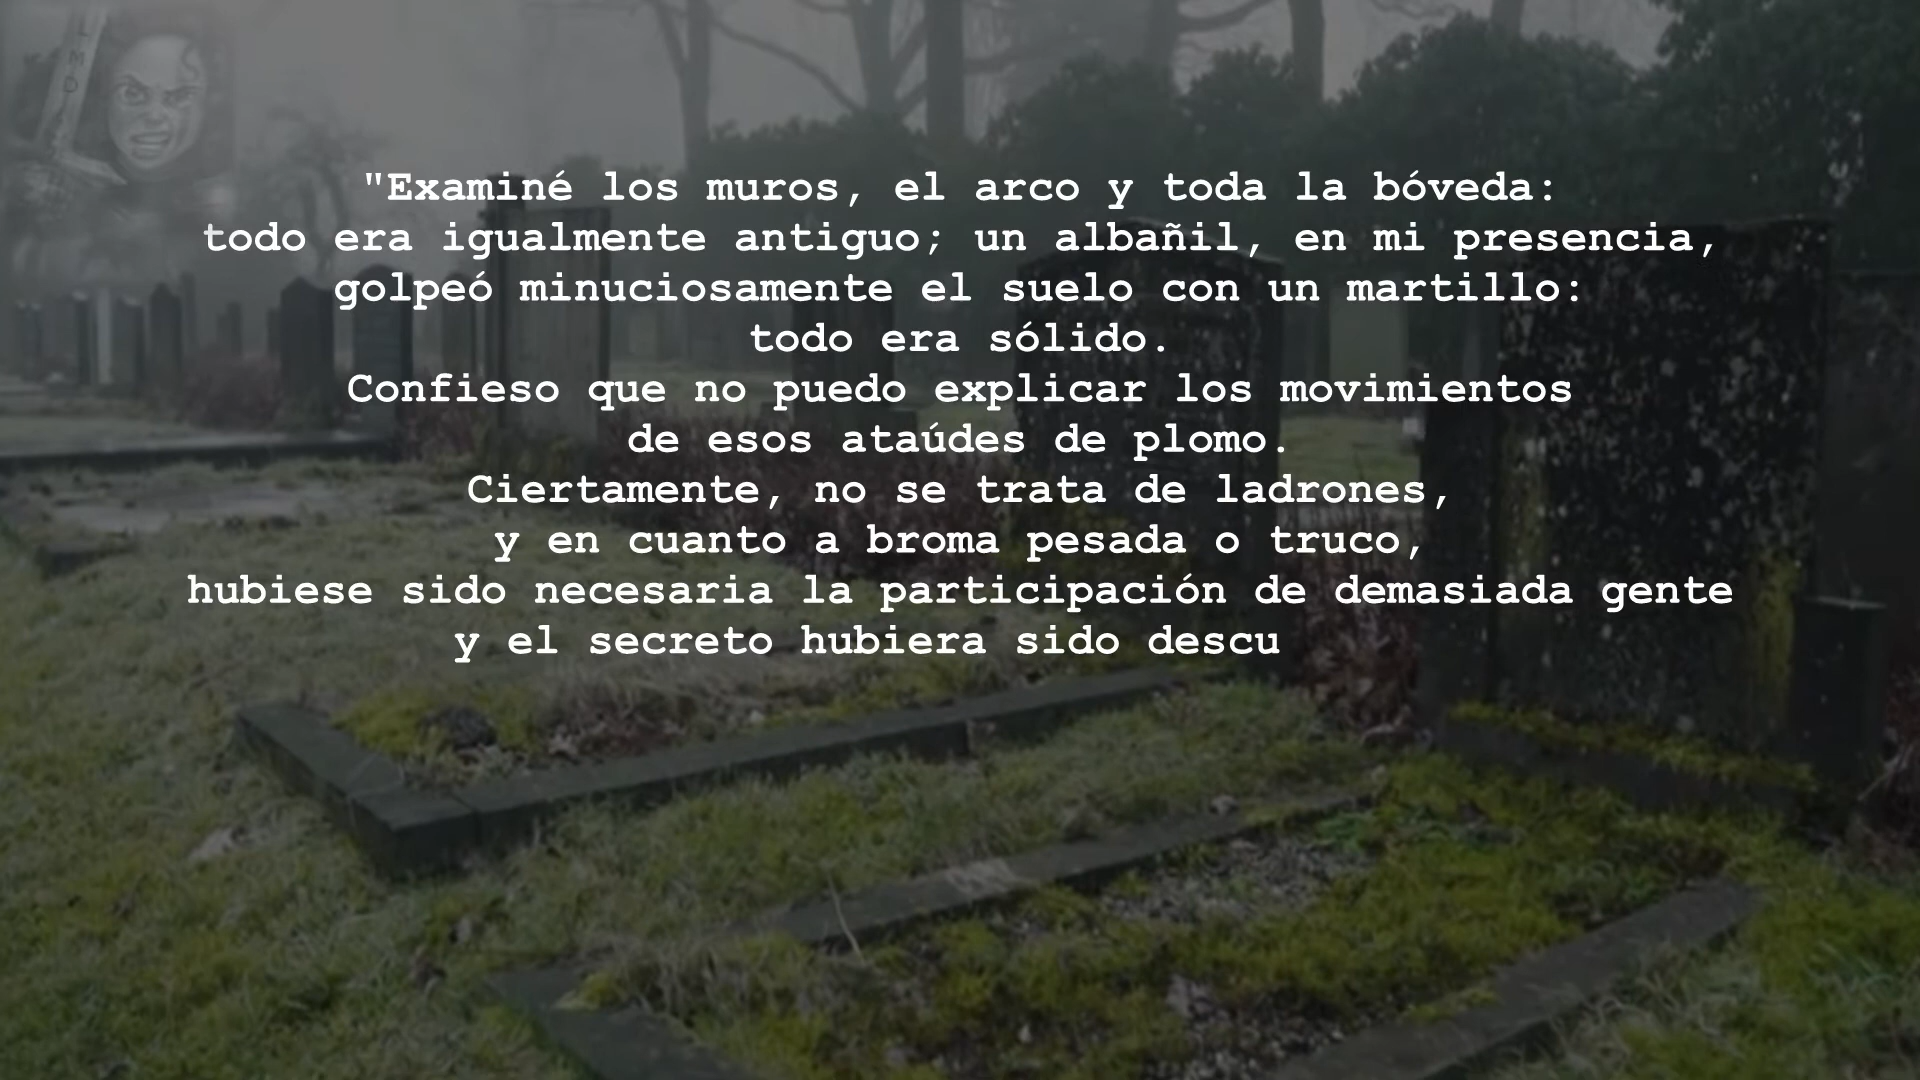 "Examiné los muros, el arco y toda la bóveda:
todo era igualmente antiguo; un albañil, en mi presencia,
golpeó minuciosamente el suelo con un martillo:
todo era sólido.
Confieso que no puedo explicar los movimientos
de esos ataúdes de plomo.
Ciertamente, no se trata de ladrones,
y en cuanto a broma pesada o truco,
hubiese sido necesaria la participación de demasiada gente
y el secreto hubiera sido descu